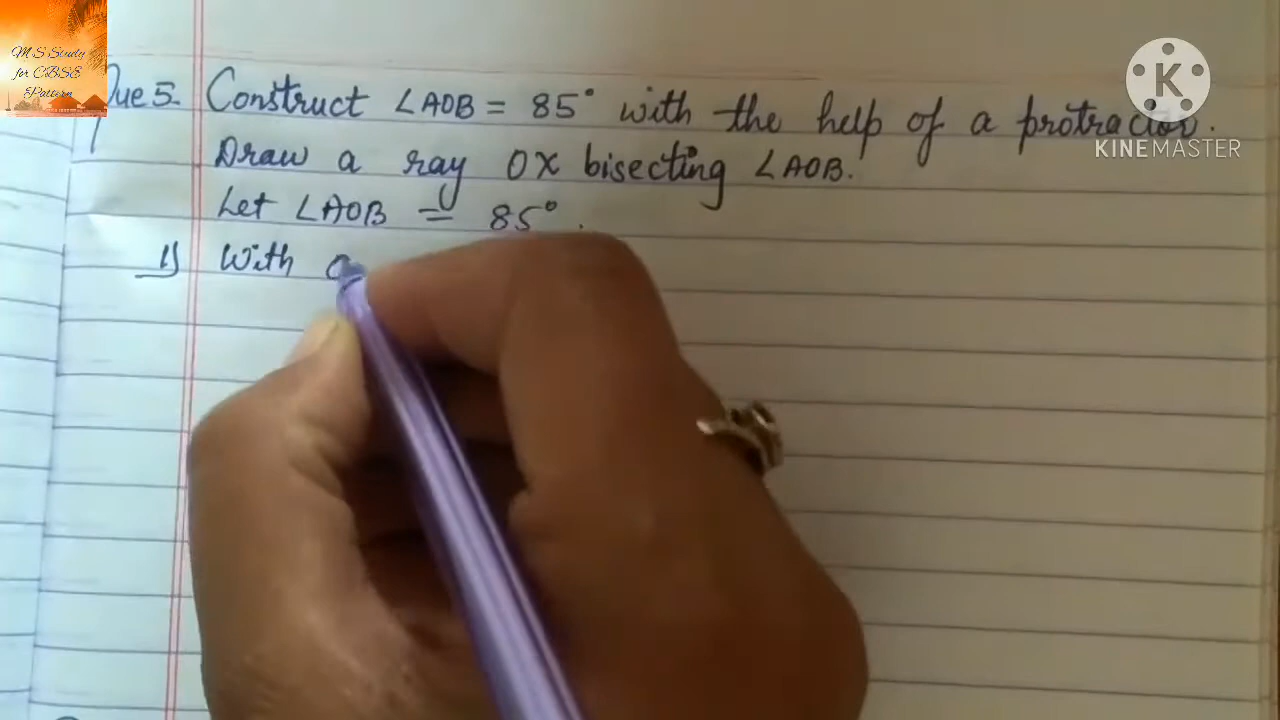 M S Study
for CBSE
Pattern
KINEMASTER
Que 5. Construct ∠AOB = 85° with the help of a protractor.
Draw a ray OX bisecting ∠AOB.
Let ∠AOB = 85°.
1) With